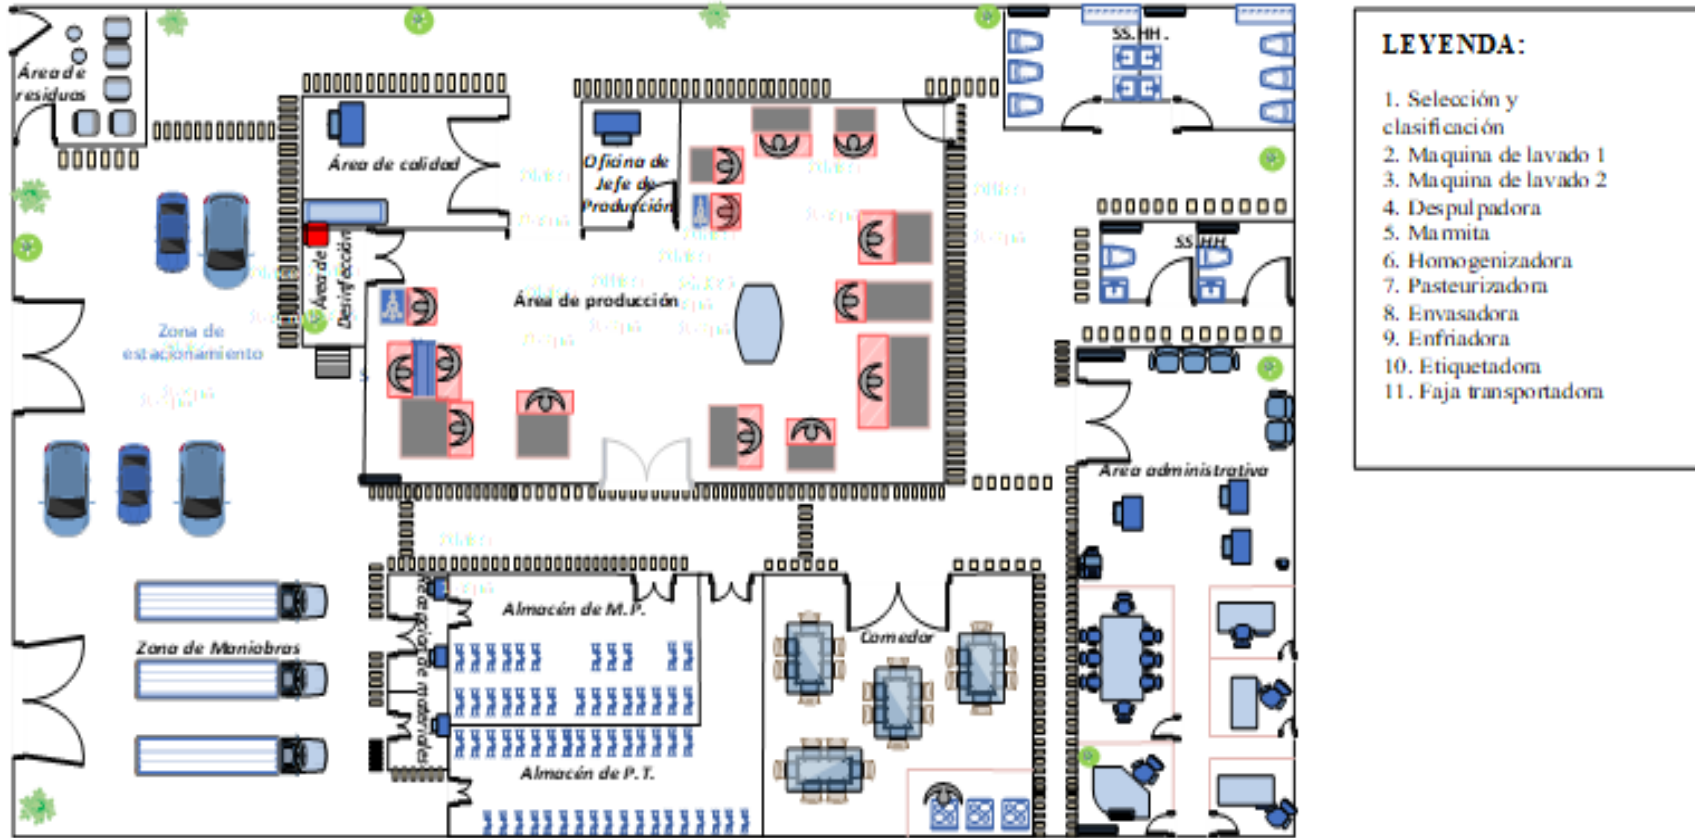 Área de
residuos
Área de calidad
Oficina de
Jefe de
Producción
SS.HH.
SS.HH
Área de
Desinfección
Área de producción
Zona de
estacionamiento
Area administrativa
Almacén de M.P.
Comedor
Zona de Maniobras
de materiales
Almacén de P.T.
LEYENDA:
1. Selección y
clasificación
2. Maquina de lavado 1
3. Maquina de lavado 2
4. Despulpadora
5. Marmita
6. Homogenizadora
7. Pasteurizadora
8. Envasadora
9. Enfriadora
10. Etiquetadora
11. Faja transportadora